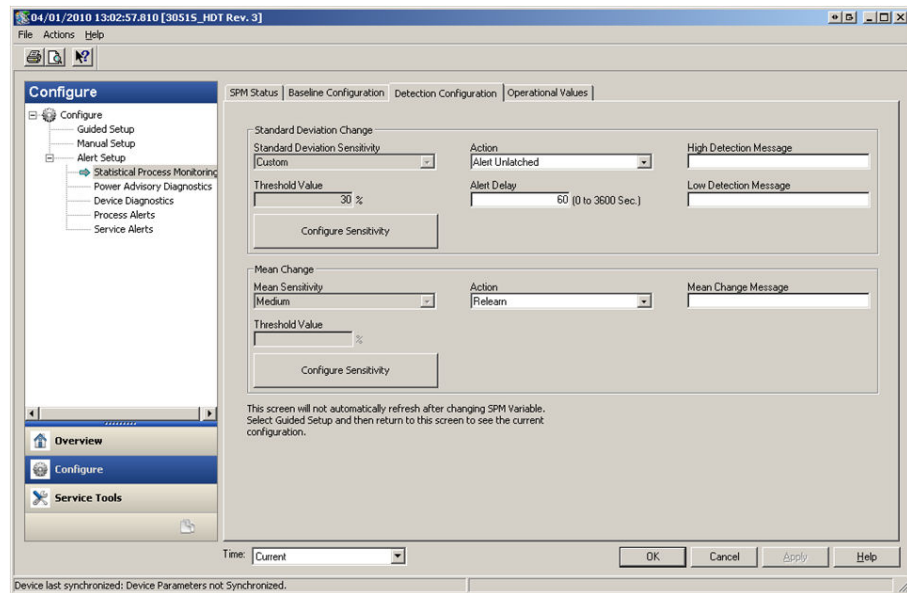 04/01/2010 13:02:57.810 [3051S_HDT Rev. 3]
File Actions Help
Configure
Configure
Guided Setup
Manual Setup
Alert Setup
Statistical Process Monitoring
Power Advisory Diagnostics
Device Diagnostics
Process Alerts
Service Alerts
Overview
Configure
Service Tools
SPM Status Baseline Configuration Detection Configuration Operational Values
Standard Deviation Change
Standard Deviation Sensitivity Action High Detection Message
Custom Alert Unlatched
Threshold Value Alert Delay Low Detection Message
30 % 60 (0 to 3600 Sec.)
Configure Sensitivity
Mean Change
Mean Sensitivity Action Mean Change Message
Medium Relearn
Threshold Value
%
Configure Sensitivity
This screen will not automatically refresh after changing SPM Variable.
Select Guided Setup and then return to this screen to see the current
configuration.
Time: Current OK Cancel Apply Help
Device last synchronized: Device Parameters not Synchronized.